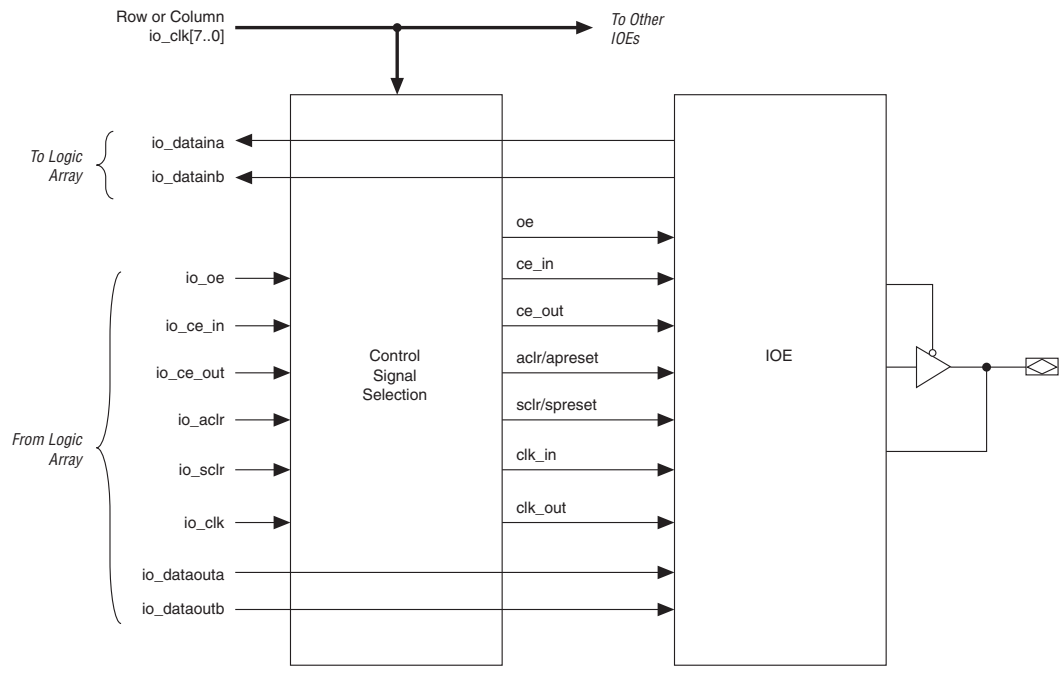 Row or Column
io_clk[7..0]
To Other
IOEs
To Logic
Array
io_dataina
io_datainb
oe
ce_in
ce_out
aclr/apreset
sclr/spreset
clk_in
clk_out
From Logic
Array
io_oe
io_ce_in
io_ce_out
io_aclr
io_sclr
io_clk
io_dataouta
io_dataoutb
Control
Signal
Selection
IOE